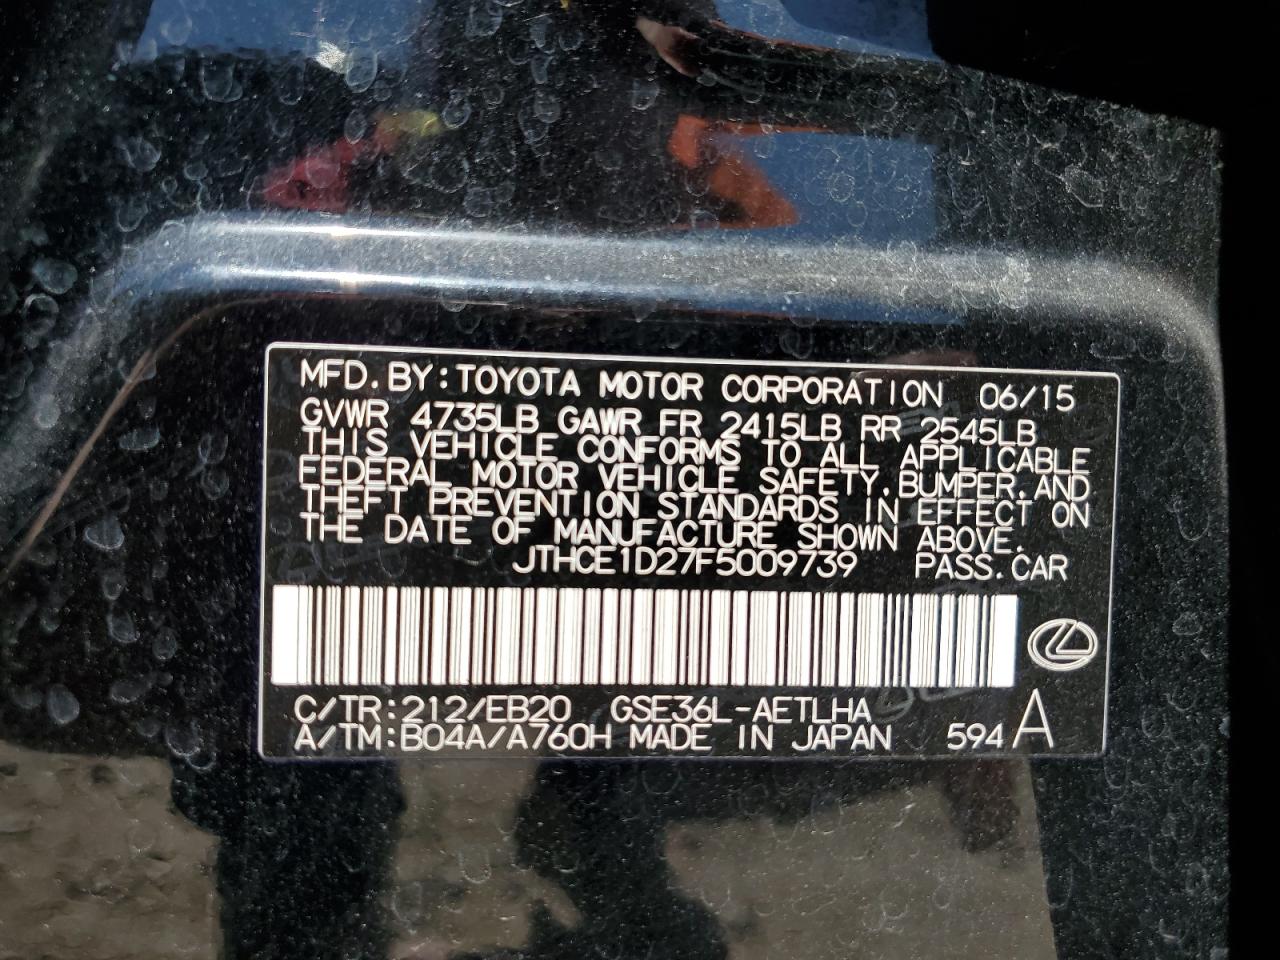 MFD.BY:TOYOTA MOTOR CORPORATION 06/15
GVWR 4735LB GAWR FR 2415LB RR 2545LB
THIS VEHICLE CONFORMS TO ALL APPLICABLE
FEDERAL MOTOR VEHICLE SAFETY,BUMPER,AND
THEFT PREVENTION STANDARDS IN EFFECT ON
THE DATE OF MANUFACTURE SHOWN ABOVE.
JTHCE1D27F5009739 PASS.CAR
C/TR:212/EB20 GSE36L-AETLHA
A/TM:B04A/A760H MADE IN JAPAN 594 A